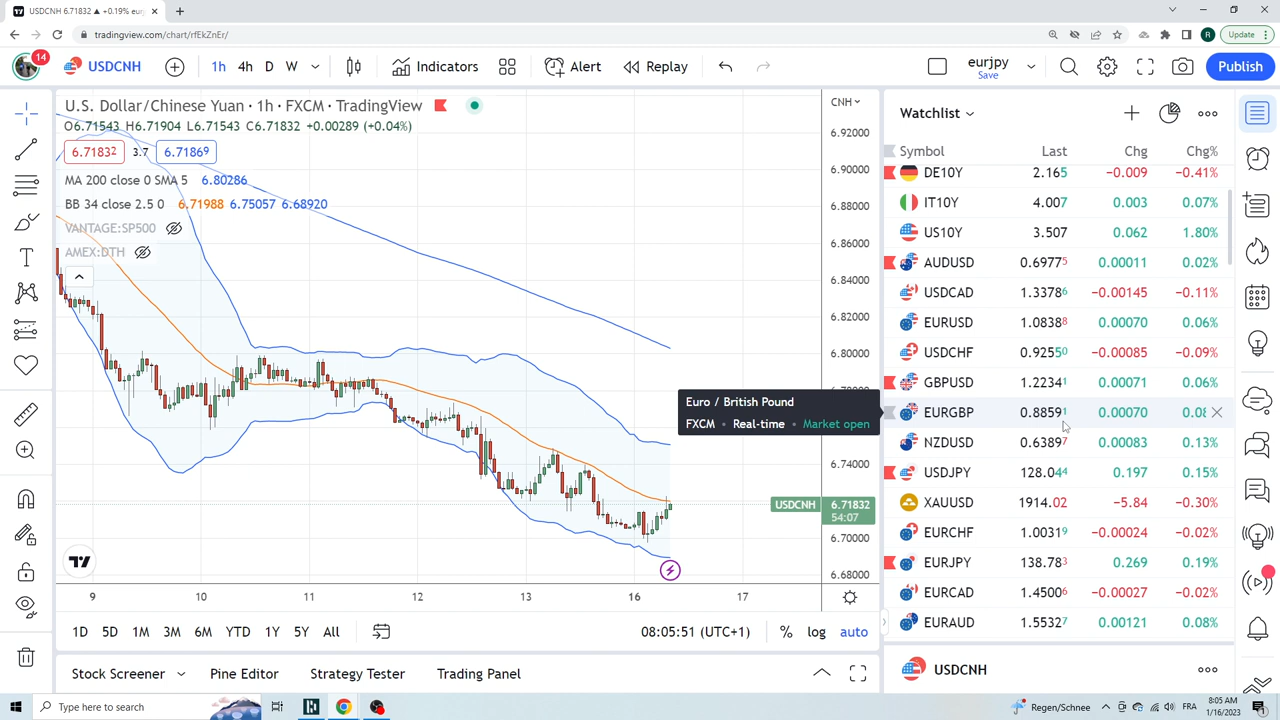 USDCNH 6.71832 ▲ +0.19% eurj
tradingview.com/chart/rfEkZnEr/
R
Update
14
USDCNH
1h 4h D W
Indicators
Alert
Replay
eurjpy
Save
Publish
U.S. Dollar/Chinese Yuan · 1h · FXCM · TradingView
O6.71543 H6.71904 L6.71543 C6.71832 +0.00289 (+0.04%)
6.71832 3.7 6.71869
MA 200 close 0 SMA 6.80286
BB 34 close 2.5 0 6.71988 6.75057 6.68920
VANTAGE:SP500
AMEX:DTH
CNH
6.92000
6.90000
6.88000
6.86000
6.84000
6.82000
6.80000
6.74000
USDCNH 6.71832
54:07
6.70000
6.68000
9 10 11 12 13 16 17
1D 5D 1M 3M 6M YTD 1Y 5Y All
08:05:51 (UTC+1) % log auto
Stock Screener Pine Editor Strategy Tester Trading Panel
Euro / British Pound
FXCM • Real-time • Market open
Watchlist
Symbol Last Chg Chg%
DE10Y 2.165 −0.009 −0.41%
IT10Y 4.007 0.003 0.07%
US10Y 3.507 0.062 1.80%
AUDUSD 0.69775 0.00011 0.02%
USDCAD 1.33786 −0.00145 −0.11%
EURUSD 1.08388 0.00070 0.06%
USDCHF 0.92550 −0.00085 −0.09%
GBPUSD 1.22341 0.00071 0.06%
EURGBP 0.88591 0.00070 0.08
NZDUSD 0.63897 0.00083 0.13%
USDJPY 128.044 0.197 0.15%
XAUUSD 1914.02 −5.84 −0.30%
EURCHF 1.00319 −0.00024 −0.02%
EURJPY 138.783 0.269 0.19%
EURCAD 1.45006 −0.00027 −0.02%
EURAUD 1.55327 0.00121 0.08%
USDCNH
Type here to search
Regen/Schnee
FRA
8:05 AM
1/16/2023